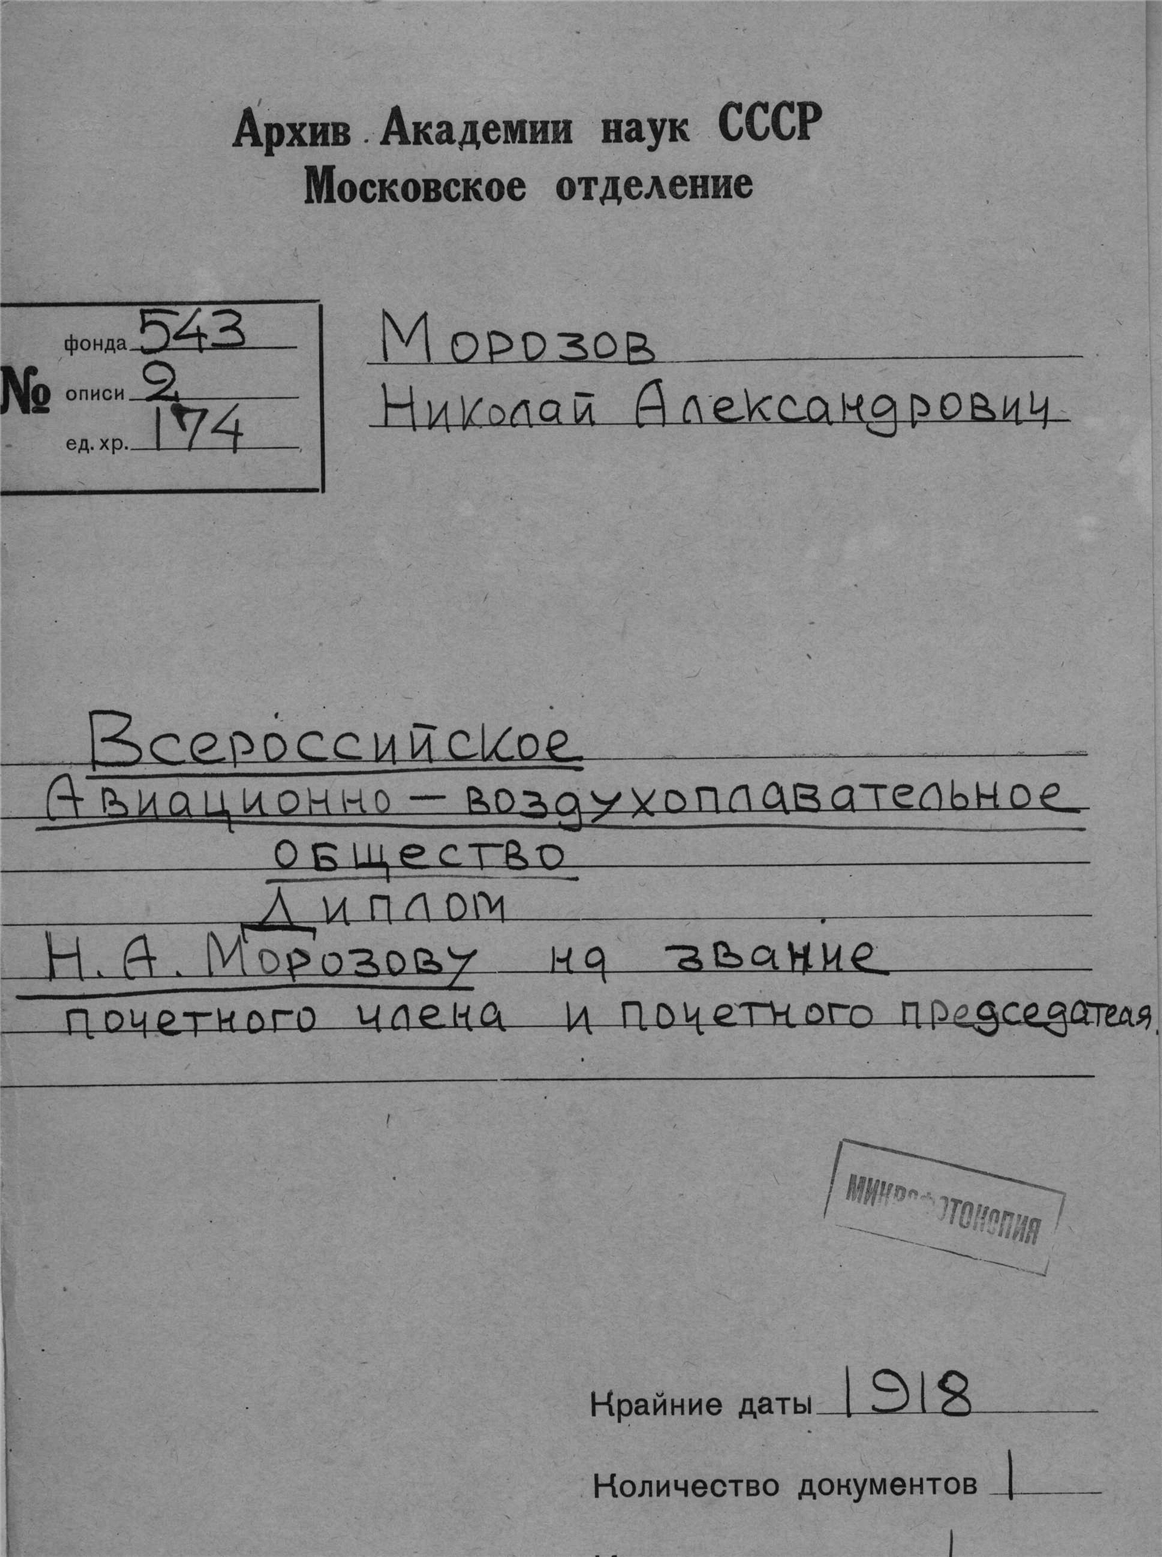 Архив Академии наук СССР
Московское отделение
№
фонда 543
описи 2
ед. хр. 174
Морозов
Николай Александрович
Всероссийское
Авиационно – воздухоплавательное
общество
Диплом
Н. А. Морозову на звание
почетного члена и почетного председателя
МИКРОФОТОКОПИЯ
Крайние даты 1918
Количество документов 1